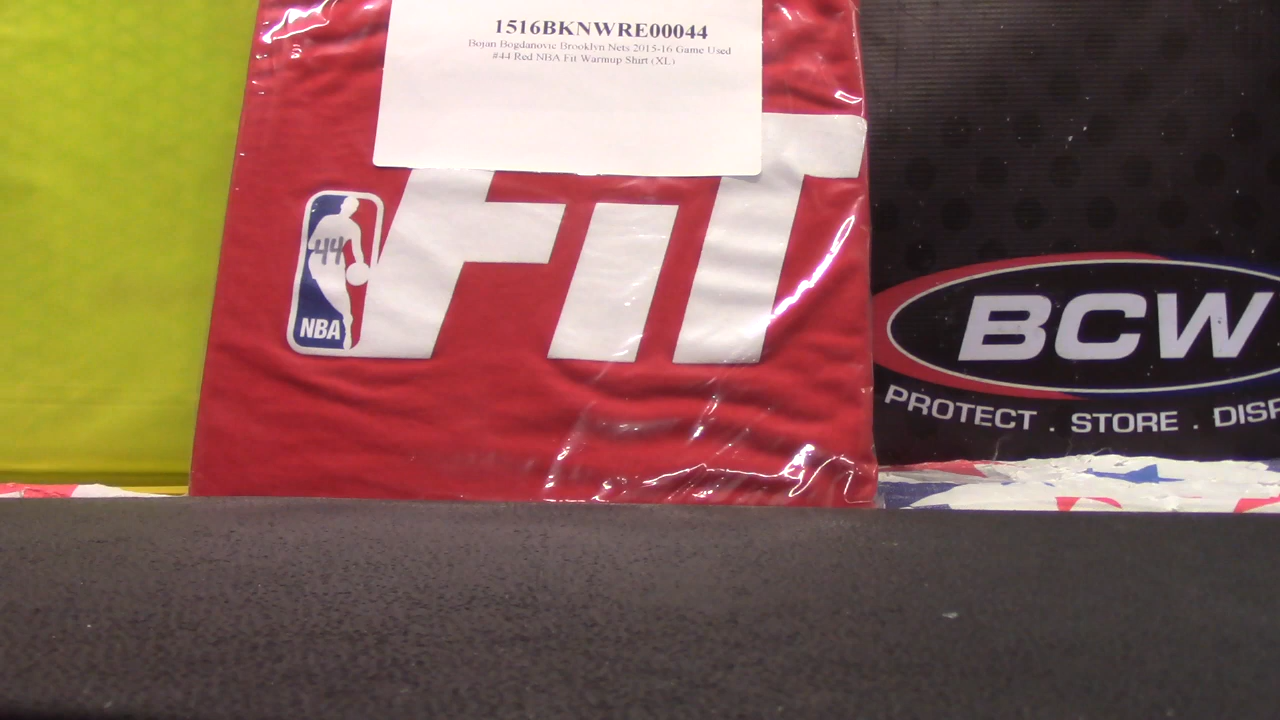 1516BKNWRE00044
Bojan Bogdanovic Brooklyn Nets 2015-16 Game Used
#44 Red NBA Fit Warmup Shirt (XL)
FiT
44
NBA
BCW
PROTECT . STORE . DISP